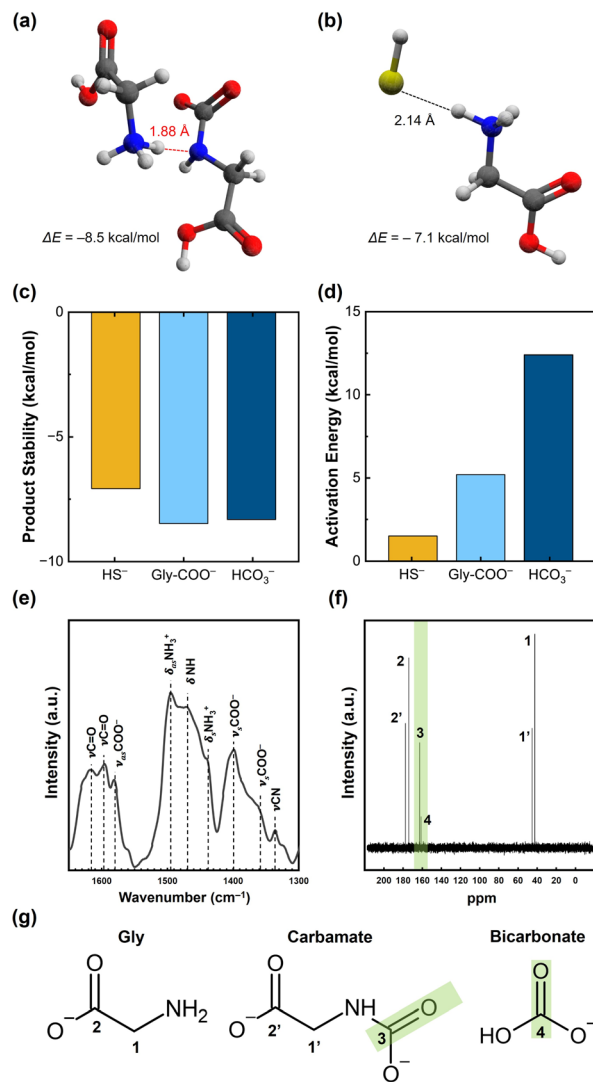 (a)
1.88 Å
ΔE = –8.5 kcal/mol
(b)
2.14 Å
ΔE = – 7.1 kcal/mol
(c)
Product Stability (kcal/mol)
0
−5
−10
HS⁻
Gly-COO⁻
HCO₃⁻
(d)
Activation Energy (kcal/mol)
15
10
5
0
HS⁻
Gly-COO⁻
HCO₃⁻
(e)
Intensity (a.u.)
νC=O
νC=O
νasCOO⁻
δasNH₃⁺
δNH
δsNH₃⁺
νsCOO⁻
νsCOO⁻
νCN
1600
1500
1400
1300
Wavenumber (cm⁻¹)
(f)
Intensity (a.u.)
1
2
2’
3
1’
4
200 180 160 140 120 100 80 60 40 20 0
ppm
(g)
Gly
O
O⁻
2
1
NH₂
Carbamate
O
O⁻
2’
1’
NH
3
O
O⁻
Bicarbonate
O
HO
4
O⁻